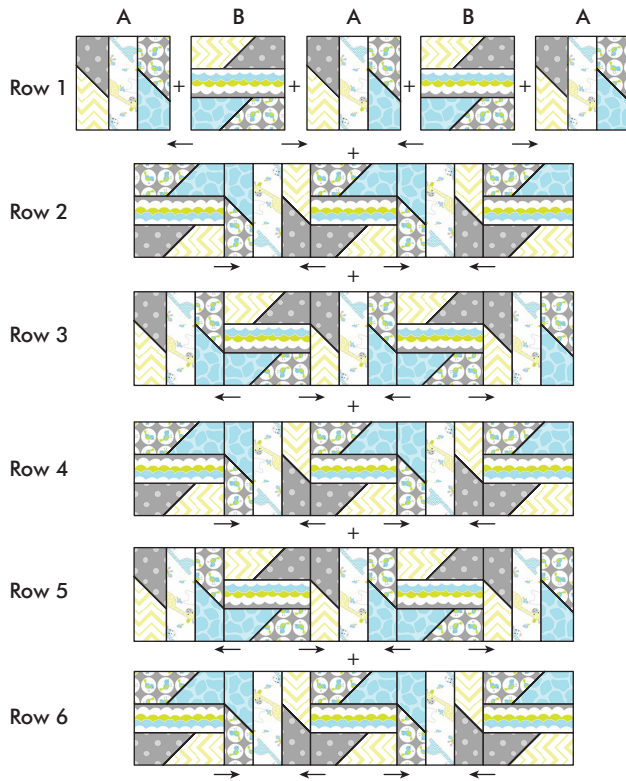 A B A B A
Row 1 + + + +
+
Row 2
+
Row 3
+
Row 4
+
Row 5
+
Row 6